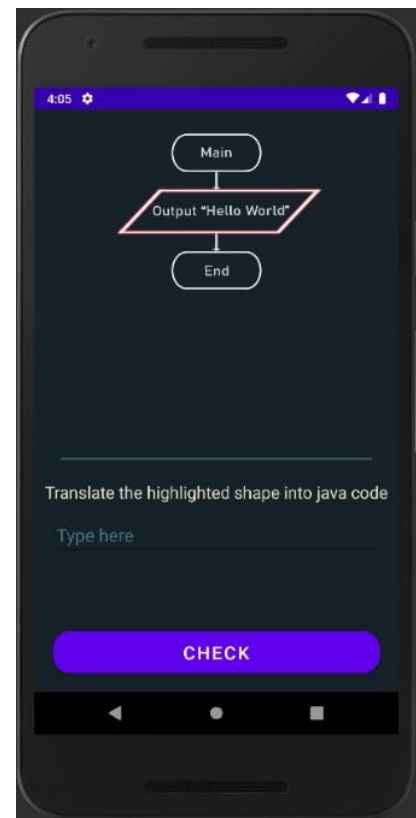 4:05
Main
Output "Hello World"
End
Translate the highlighted shape into java code
Type here
CHECK